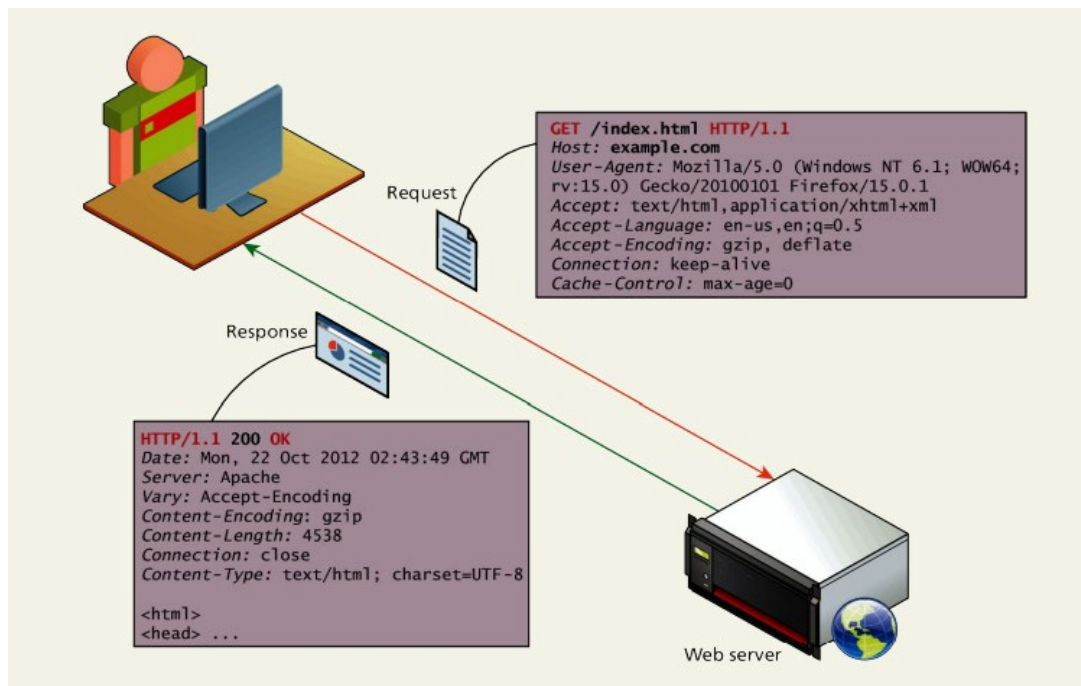 GET /index.html HTTP/1.1
Host: example.com
User-Agent: Mozilla/5.0 (Windows NT 6.1; WOW64;
rv:15.0) Gecko/20100101 Firefox/15.0.1
Accept: text/html,application/xhtml+xml
Accept-Language: en-us,en;q=0.5
Accept-Encoding: gzip, deflate
Connection: keep-alive
Cache-Control: max-age=0
Request
Response
HTTP/1.1 200 OK
Date: Mon, 22 Oct 2012 02:43:49 GMT
Server: Apache
Vary: Accept-Encoding
Content-Encoding: gzip
Content-Length: 4538
Connection: close
Content-Type: text/html; charset=UTF-8
<html>
<head> ...
Web server